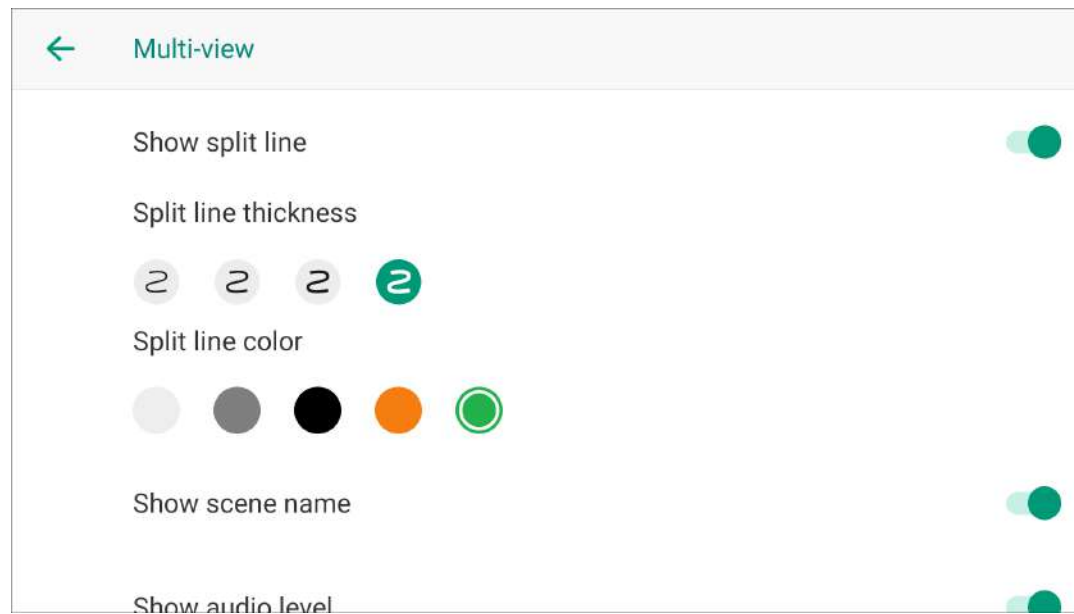 Multi-view
Show split line
Split line thickness
Split line color
Show scene name
Show audio level